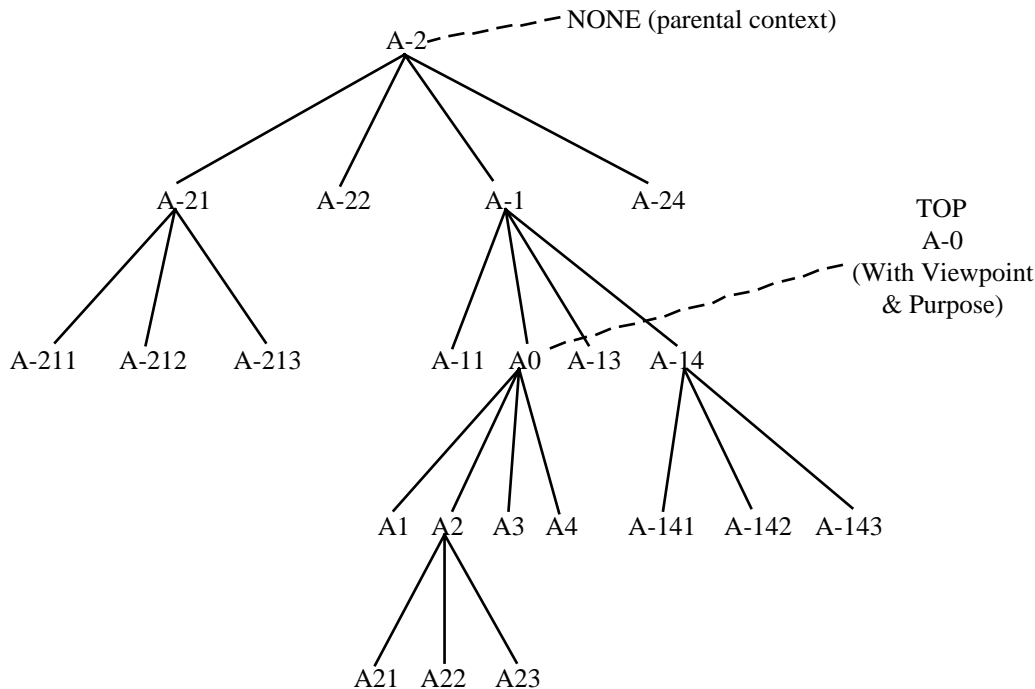 NONE (parental context)
A-2
A-21 A-22 A-1 A-24
TOP
A-0
(With Viewpoint
& Purpose)
A-211 A-212 A-213 A-11 A0 A-13 A-14
A1 A2 A3 A4 A-141 A-142 A-143
A21 A22 A23